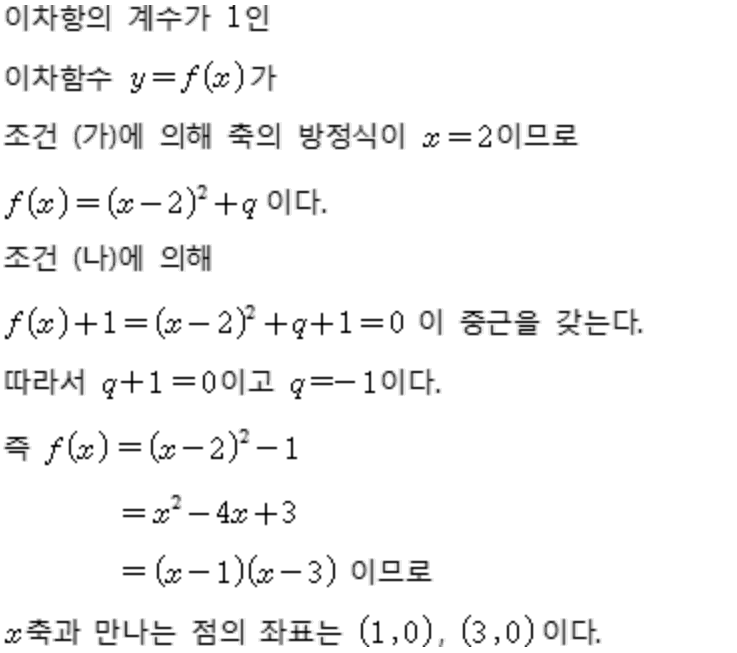 이차항의 계수가 1인
이차함수 y=f(x)가
조건 (가)에 의해 축의 방정식이 x=2이므로
f(x)=(x-2)²+q 이다.
조건 (나)에 의해
f(x)+1=(x-2)²+q+1=0 이 중근을 갖는다.
따라서 q+1=0이고 q=-1이다.
즉 f(x)=(x-2)²-1
=x²-4x+3
=(x-1)(x-3) 이므로
x축과 만나는 점의 좌표는 (1,0), (3,0)이다.